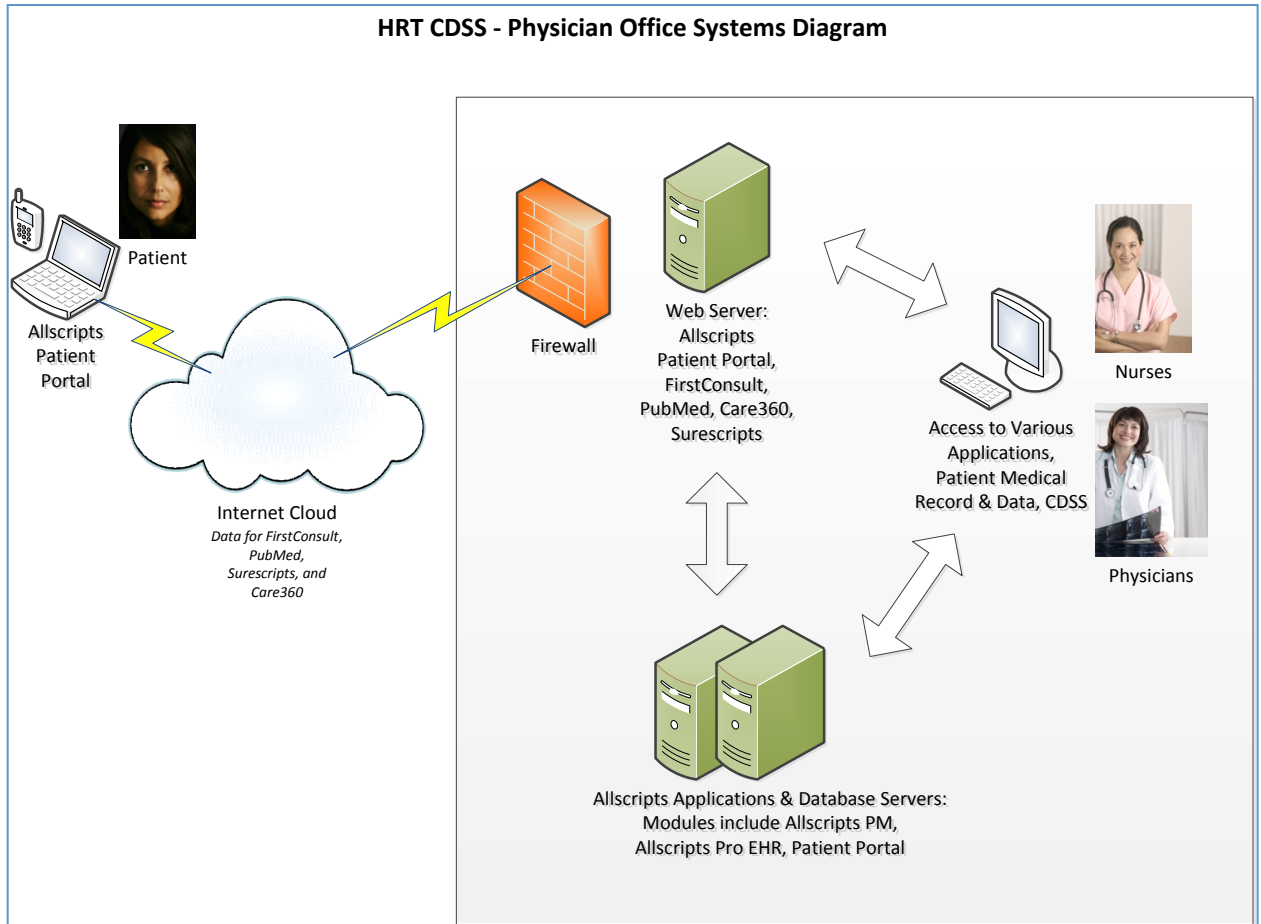 HRT CDSS - Physician Office Systems Diagram
Patient
Allscripts
Patient
Portal
Internet Cloud
Data for FirstConsult,
PubMed,
Surescripts, and
Care360
Firewall
Web Server:
Allscripts
Patient Portal,
FirstConsult,
PubMed, Care360,
Surescripts
Nurses
Access to Various
Applications,
Patient Medical
Record & Data, CDSS
Physicians
Allscripts Applications & Database Servers:
Modules include Allscripts PM,
Allscripts Pro EHR, Patient Portal